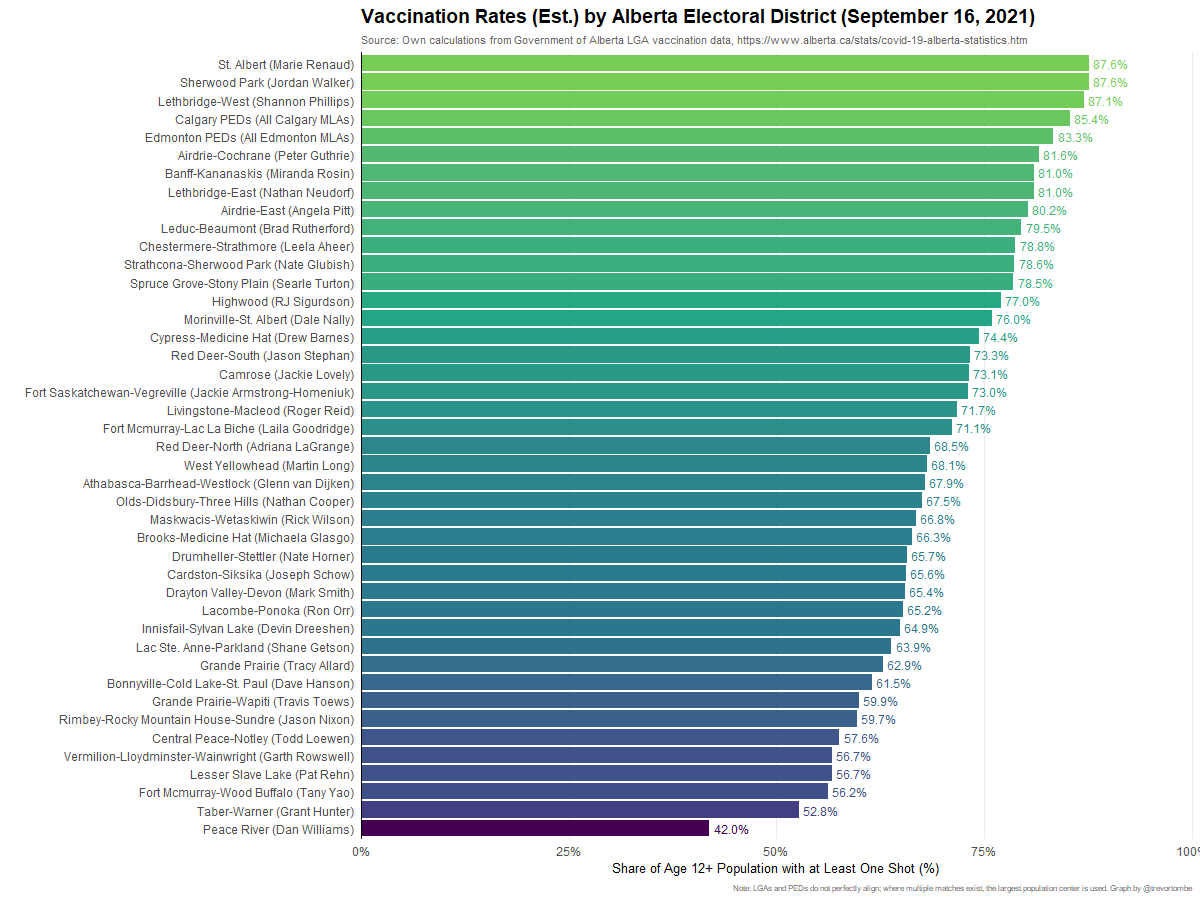 Vaccination Rates (Est.) by Alberta Electoral District (September 16, 2021)
Source: Own calculations from Government of Alberta LGA vaccination data, https://www.alberta.ca/stats/covid-19-alberta-statistics.htm
St. Albert (Marie Renaud) 87.6%
Sherwood Park (Jordan Walker) 87.6%
Lethbridge-West (Shannon Phillips) 87.1%
Calgary PEDs (All Calgary MLAs) 85.4%
Edmonton PEDs (All Edmonton MLAs) 83.3%
Airdrie-Cochrane (Peter Guthrie) 81.6%
Banff-Kananaskis (Miranda Rosin) 81.0%
Lethbridge-East (Nathan Neudorf) 81.0%
Airdrie-East (Angela Pitt) 80.2%
Leduc-Beaumont (Brad Rutherford) 79.5%
Chestermere-Strathmore (Leela Aheer) 78.8%
Strathcona-Sherwood Park (Nate Glubish) 78.6%
Spruce Grove-Stony Plain (Searle Turton) 78.5%
Highwood (RJ Sigurdson) 77.0%
Morinville-St. Albert (Dale Nally) 76.0%
Cypress-Medicine Hat (Drew Barnes) 74.4%
Red Deer-South (Jason Stephan) 73.3%
Camrose (Jackie Lovely) 73.1%
Fort Saskatchewan-Vegreville (Jackie Armstrong-Homeniuk) 73.0%
Livingstone-Macleod (Roger Reid) 71.7%
Fort Mcmurray-Lac La Biche (Laila Goodridge) 71.1%
Red Deer-North (Adriana LaGrange) 68.5%
West Yellowhead (Martin Long) 68.1%
Athabasca-Barrhead-Westlock (Glenn van Dijken) 67.9%
Olds-Didsbury-Three Hills (Nathan Cooper) 67.5%
Maskwacis-Wetaskiwin (Rick Wilson) 66.8%
Brooks-Medicine Hat (Michaela Glasgo) 66.3%
Drumheller-Stettler (Nate Horner) 65.7%
Cardston-Siksika (Joseph Schow) 65.6%
Drayton Valley-Devon (Mark Smith) 65.4%
Lacombe-Ponoka (Ron Orr) 65.2%
Innisfail-Sylvan Lake (Devin Dreeshen) 64.9%
Lac Ste. Anne-Parkland (Shane Getson) 63.9%
Grande Prairie (Tracy Allard) 62.9%
Bonnyville-Cold Lake-St. Paul (Dave Hanson) 61.5%
Grande Prairie-Wapiti (Travis Toews) 59.9%
Rimbey-Rocky Mountain House-Sundre (Jason Nixon) 59.7%
Central Peace-Notley (Todd Loewen) 57.6%
Vermilion-Lloydminster-Wainwright (Garth Rowswell) 56.7%
Lesser Slave Lake (Pat Rehn) 56.7%
Fort Mcmurray-Wood Buffalo (Tany Yao) 56.2%
Taber-Warner (Grant Hunter) 52.8%
Peace River (Dan Williams) 42.0%
0% 25% 50% 75% 100%
Share of Age 12+ Population with at Least One Shot (%)
Note: LGAs and PEDs do not perfectly align; where multiple matches exist, the largest population center is used. Graph by @trevortombe